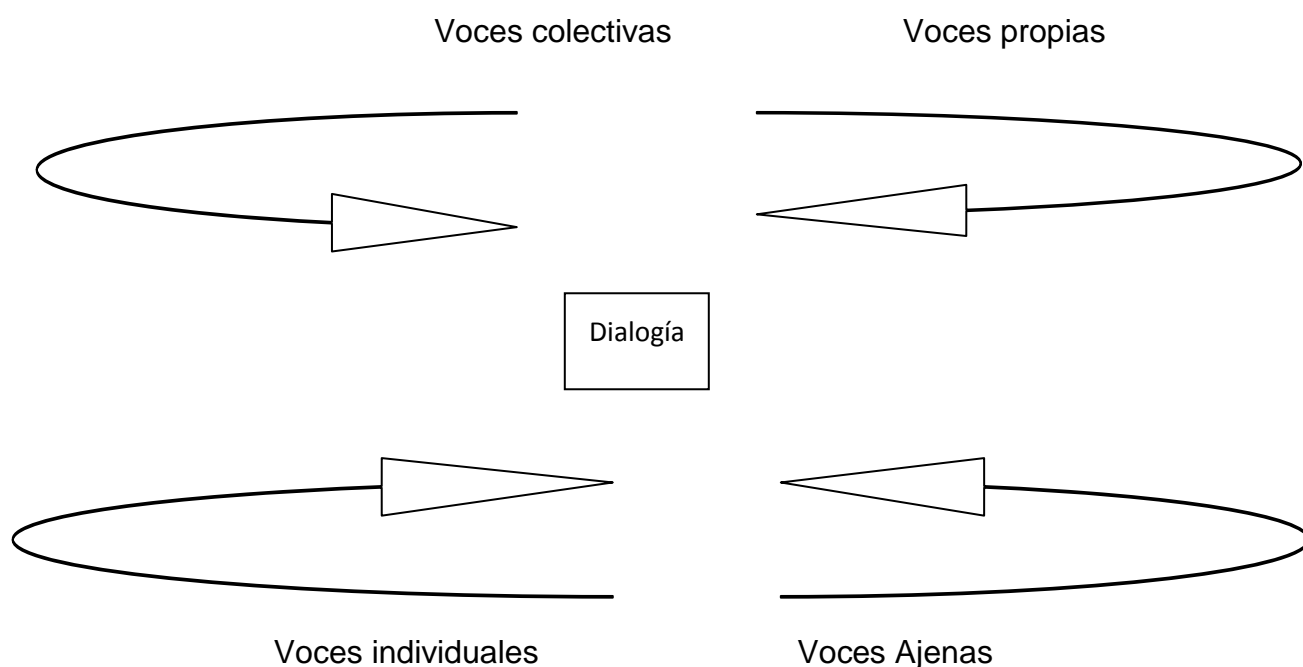 Voces colectivas
Voces propias
Dialogía
Voces individuales
Voces Ajenas